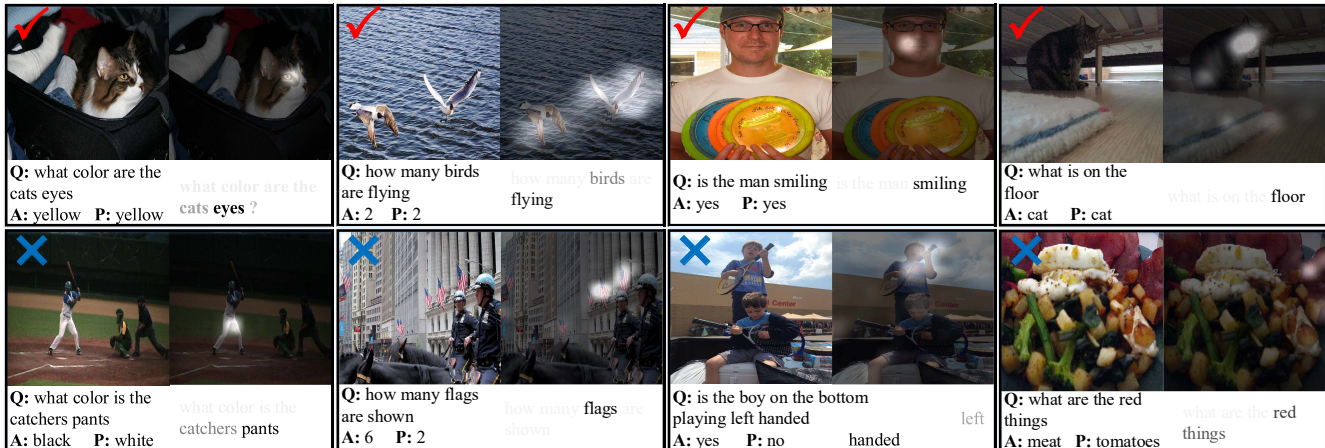 Q: what color are the
cats eyes
A: yellow P: yellow
what color are the
cats eyes ?
Q: how many birds
are flying
A: 2 P: 2
how many birds are
flying
Q: is the man smiling
A: yes P: yes
is the man smiling
Q: what is on the
floor
A: cat P: cat
what is on the floor
Q: what color is the
catchers pants
A: black P: white
what color is the
catchers pants
Q: how many flags
are shown
A: 6 P: 2
how many flags are
shown
Center
Q: is the boy on the bottom
playing left handed
A: yes P: no
left
handed
Q: what are the red
things
A: meat P: tomatoes
what are the red
things